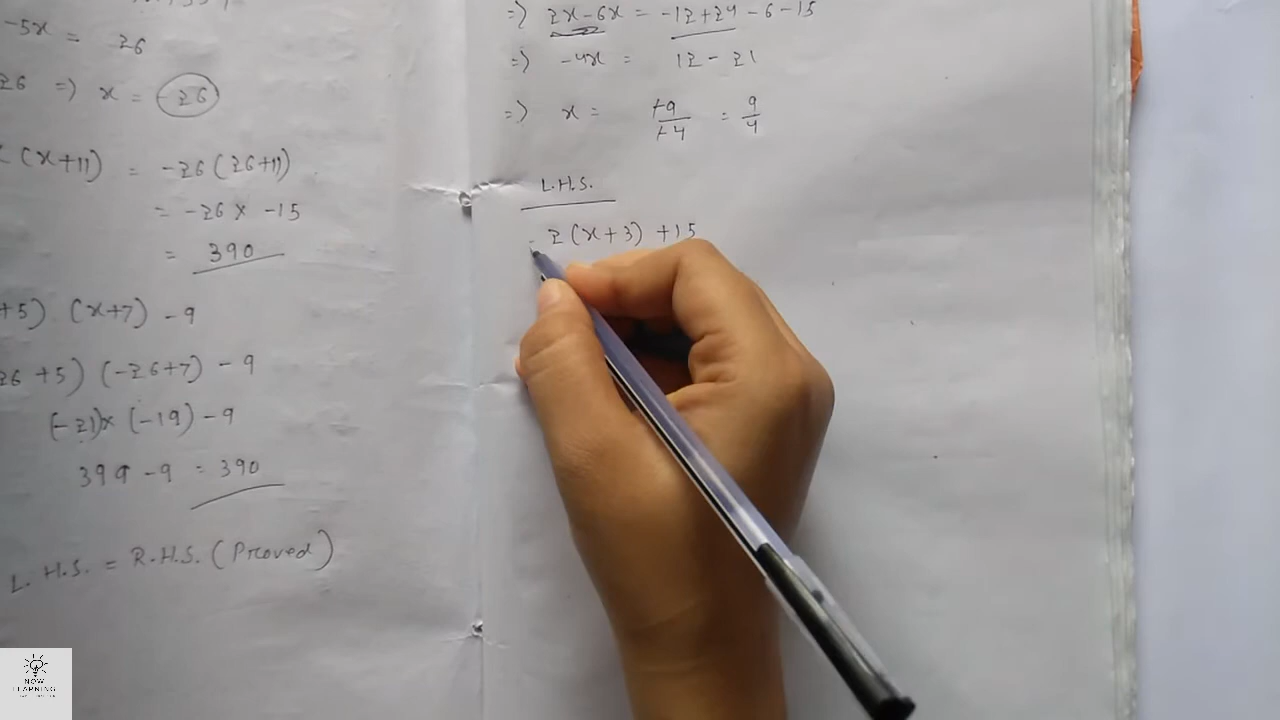 -5x = 26
26 => x = -26
(x+11) = -26 (26+11)
= -26 x -15
= 390
+5) (x+7) - 9
26 +5) (-26+7) - 9
(-21)x (-19) - 9
399 - 9 = 390
L. H.S. = R.H.S. (Proved)
=> 2x-6x = -12+24 - 6 - 15
=> -4x = 12 - 21
=> x = +9/+4 = 9/4
L.H.S.
= 2 (x+3) +15
NOW
LEARNING